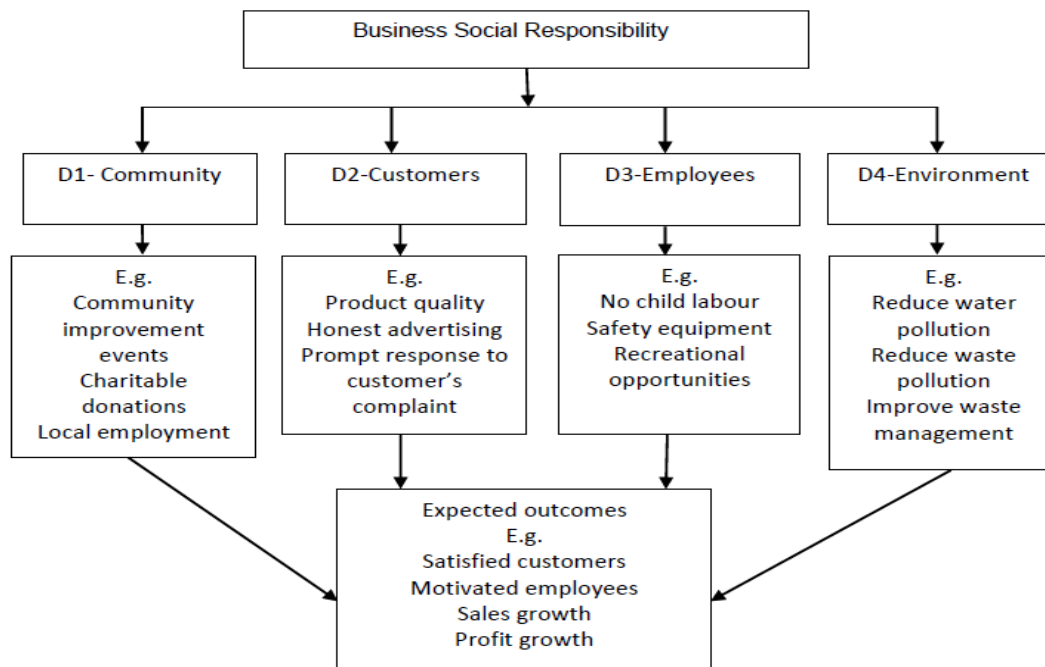 Business Social Responsibility
D1- Community
D2-Customers
D3-Employees
D4-Environment
E.g.
Community
improvement
events
Charitable
donations
Local employment
E.g.
Product quality
Honest advertising
Prompt response to
customer’s
complaint
E.g.
No child labour
Safety equipment
Recreational
opportunities
E.g.
Reduce water
pollution
Reduce waste
pollution
Improve waste
management
Expected outcomes
E.g.
Satisfied customers
Motivated employees
Sales growth
Profit growth